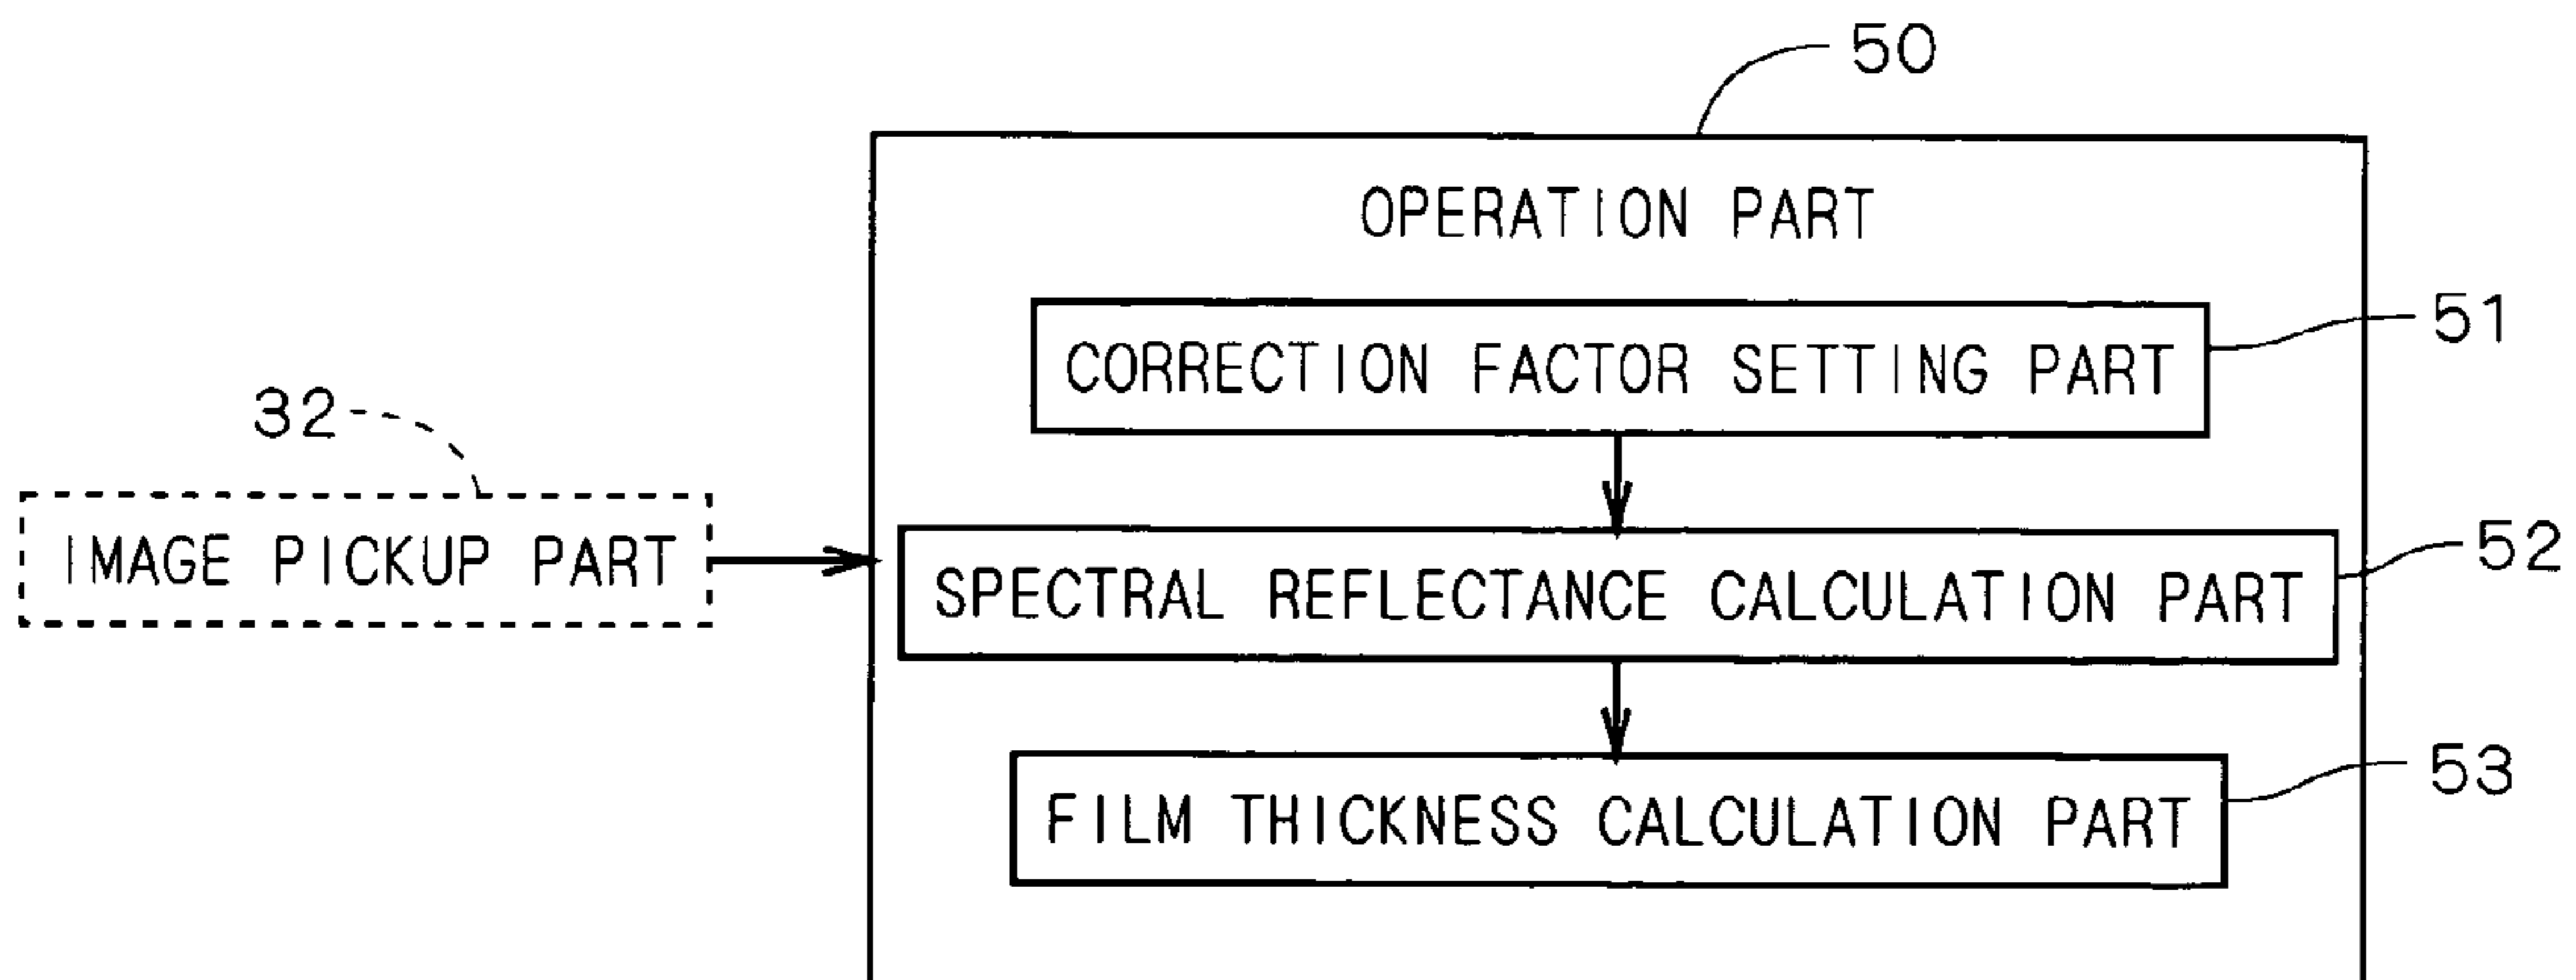 50
OPERATION PART
51
CORRECTION FACTOR SETTING PART
32
IMAGE PICKUP PART
52
SPECTRAL REFLECTANCE CALCULATION PART
53
FILM THICKNESS CALCULATION PART